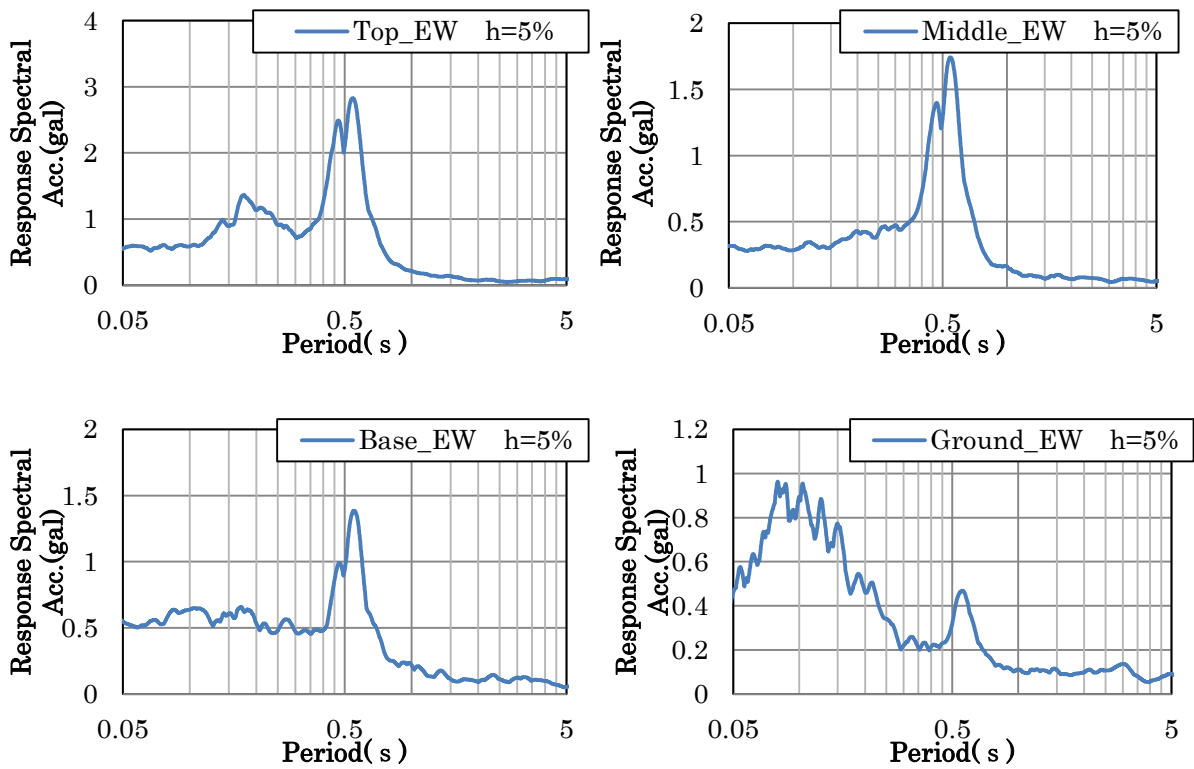 Top_EW h=5%
Response Spectral
Acc.(gal)
4
3
2
1
0
0.05 0.5 5
Period( s )
Middle_EW h=5%
Response Spectral
Acc.(gal)
2
1.5
1
0.5
0
0.05 0.5 5
Period( s )
Base_EW h=5%
Response Spectral
Acc.(gal)
2
1.5
1
0.5
0
0.05 0.5 5
Period( s )
Ground_EW h=5%
Response Spectral
Acc.(gal)
1.2
1
0.8
0.6
0.4
0.2
0
0.05 0.5 5
Period( s )